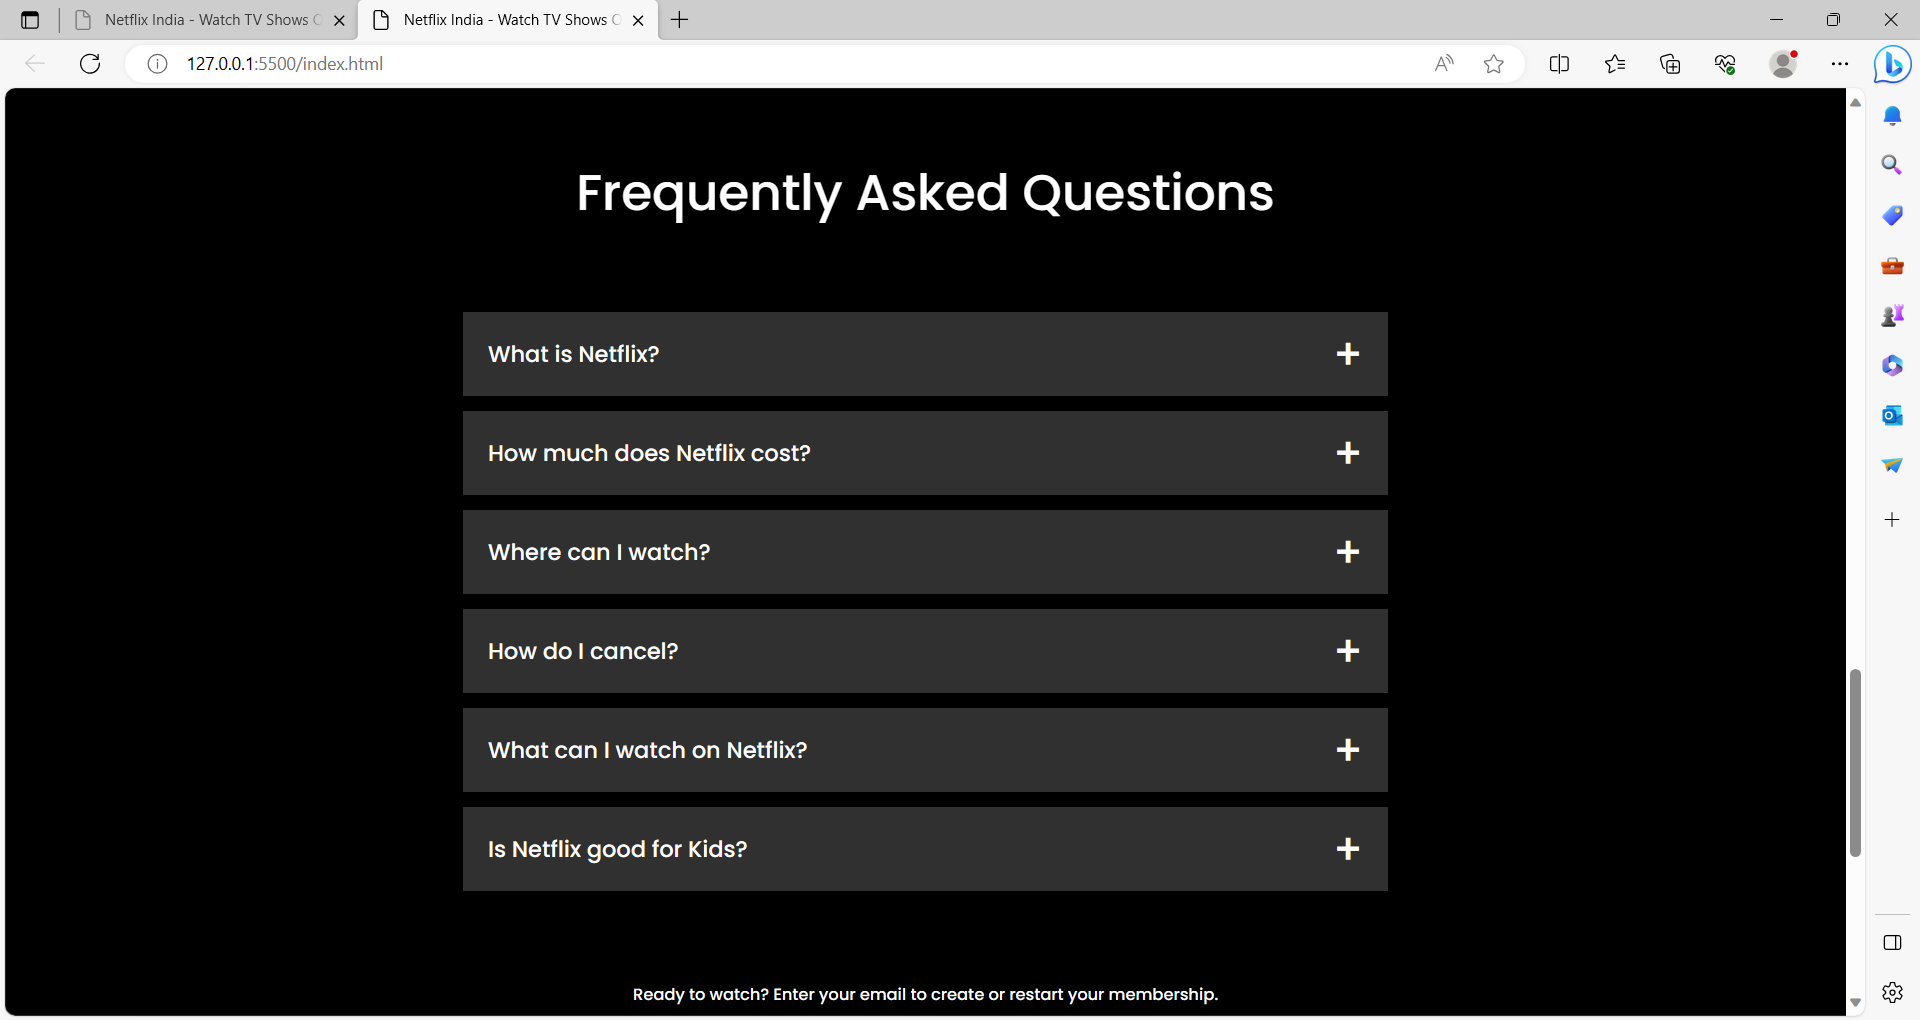 Netflix India - Watch TV Shows O
Netflix India - Watch TV Shows O
127.0.0.1:5500/index.html
Frequently Asked Questions
What is Netflix?
How much does Netflix cost?
Where can I watch?
How do I cancel?
What can I watch on Netflix?
Is Netflix good for Kids?
Ready to watch? Enter your email to create or restart your membership.